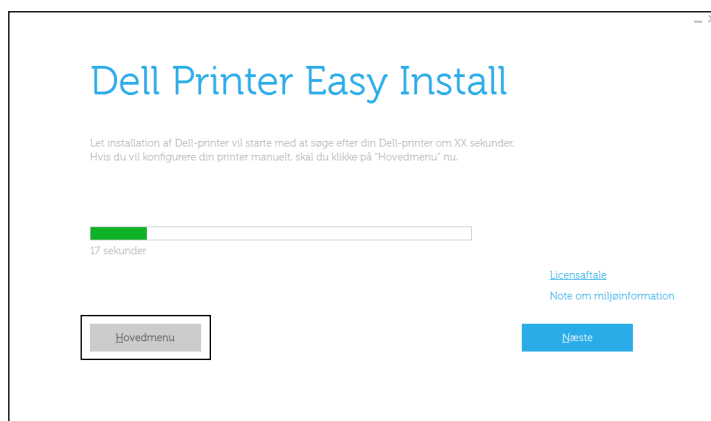 Dell Printer Easy Install
Let installation af Dell-printer vil starte med at søge efter din Dell-printer om XX sekunder.
Hvis du vil konfigurere din printer manuelt, skal du klikke på "Hovedmenu" nu.
17 sekunder
Licensaftale
Note om miljøinformation
Hovedmenu
Næste